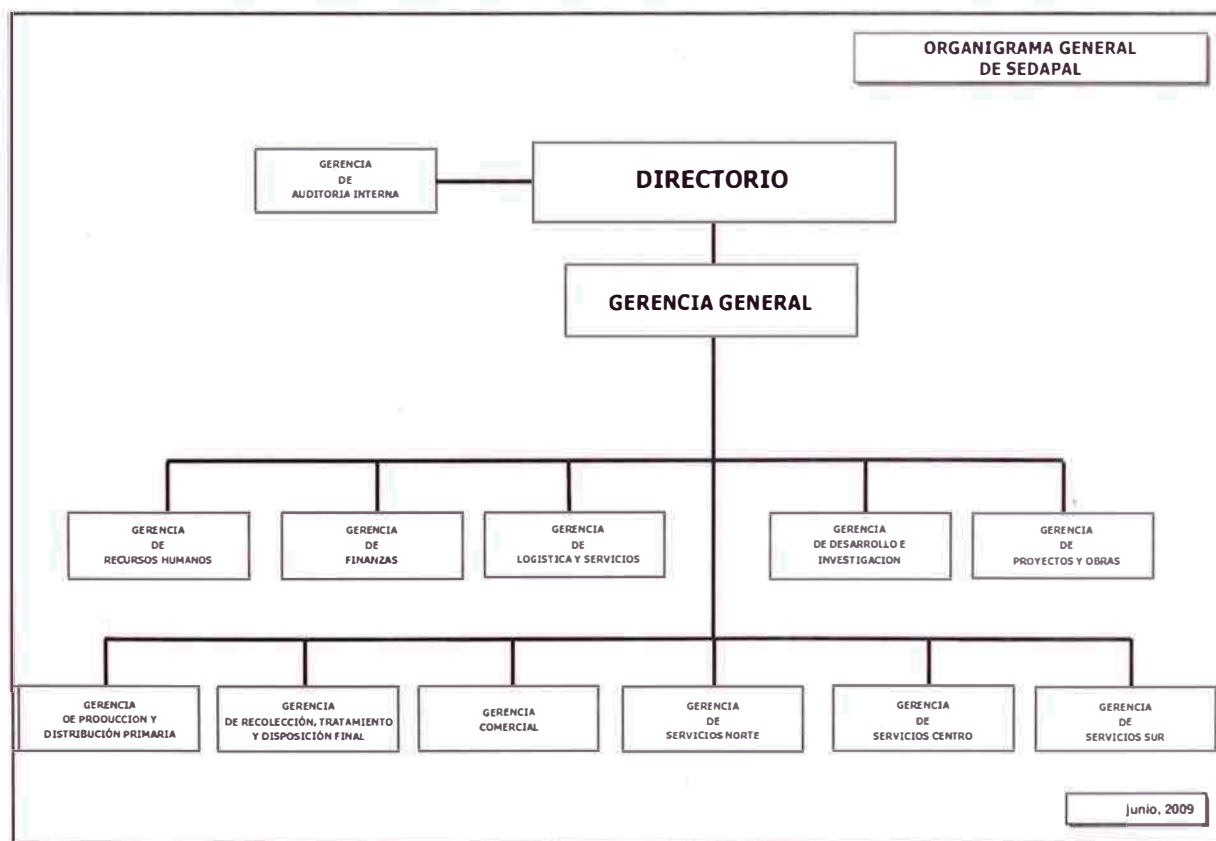 ORGANIGRAMA GENERAL
DE SEDAPAL
GERENCIA
DE
AUDITORIA INTERNA
DIRECTORIO
GERENCIA GENERAL
GERENCIA
DE
RECURSOS HUMANOS
GERENCIA
DE
FINANZAS
GERENCIA
DE
LOGISTICA Y SERVICIOS
GERENCIA
DE DESARROLLO E
INVESTIGACION
GERENCIA
DE
PROYECTOS Y OBRAS
GERENCIA
OE PROOUCCION Y
DISTRIBUCIÓN PRIMARIA
GERENCIA
DE RECOLECCIÓN, TRATAMIENTO
Y DISPOSICIÓN FINAL
GERENCIA
COMERCIAL
GERENCIA
DE
SERVICIOS NORTE
GERENCIA
DE
SERVICIOS CENTRO
GERENCIA
DE
SERVICIOS SUR
junio, 2009